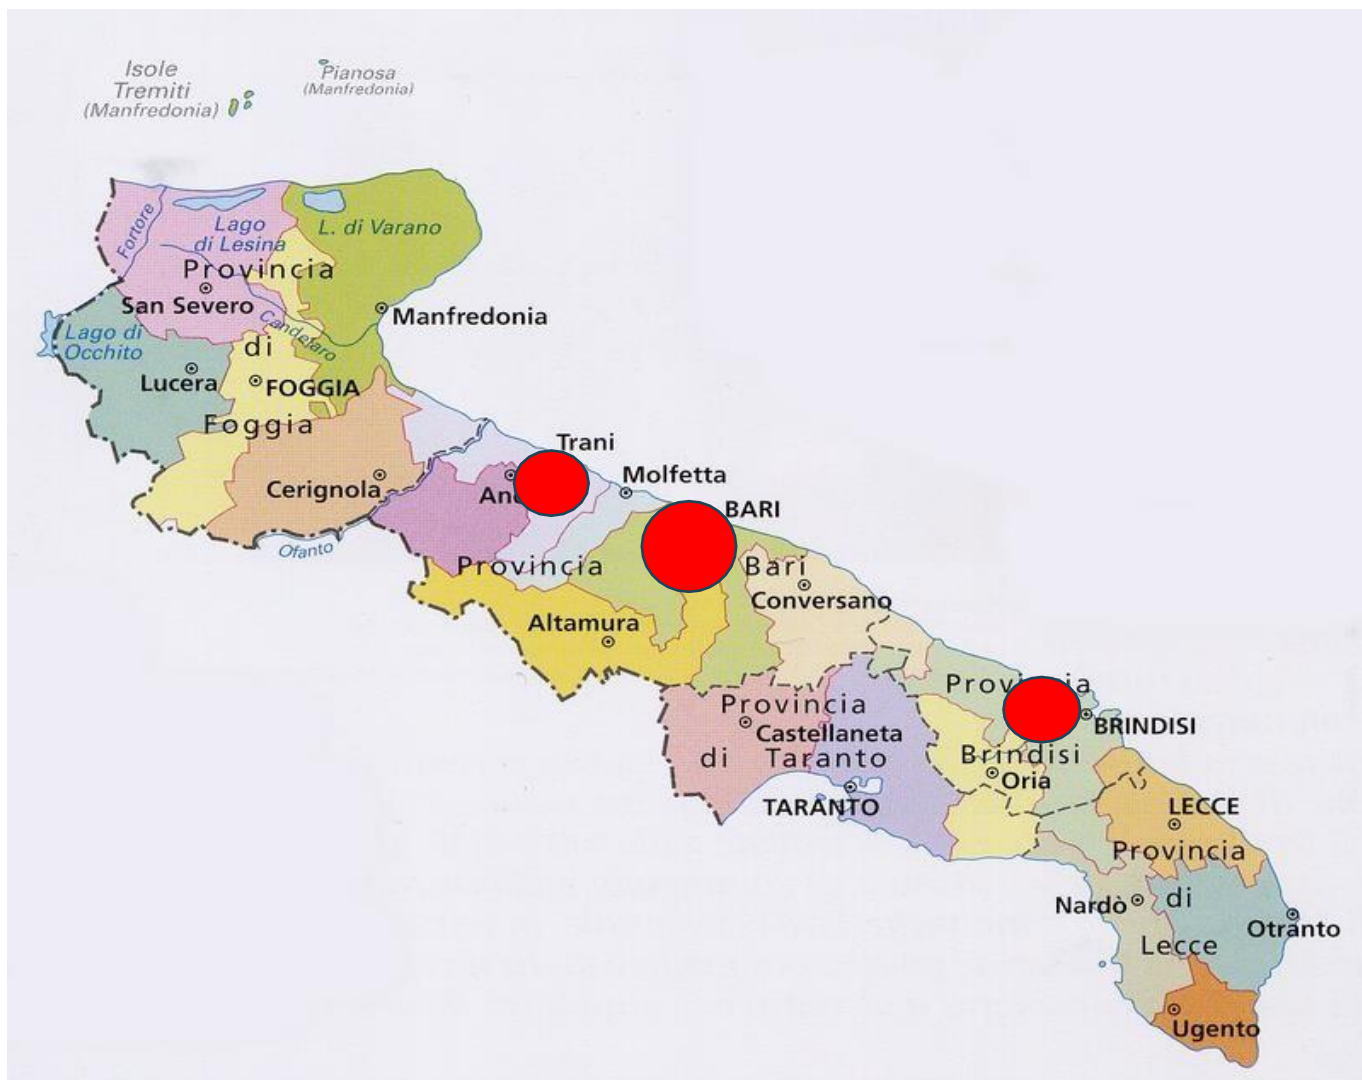 Isole
Tremiti
(Manfredonia)
Pianosa
(Manfredonia)
Fortore
Lago
di Lesina
L. di Varano
Provincia
San Severo
Candelaro
Manfredonia
Lago di
Occhito
di
Lucera
FOGGIA
Foggia
Cerignola
Ofanto
Trani
Molfetta
BARI
Provincia
Bari
Conversano
Altamura
Provincia
Castellaneta
di Taranto
TARANTO
BRINDISI
Brindisi
Oria
LECCE
Provincia
di
Nardò
Lecce
Otranto
Ugento